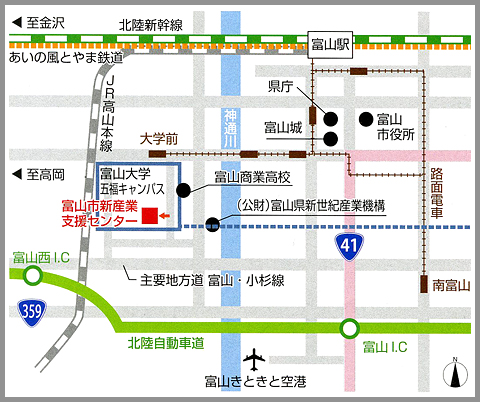 ◀ 至金沢
北陸新幹線
富山駅
あいの風とやま鉄道
JR高山本線
県庁
神通川
富山城
富山
市役所
大学前
◀ 至高岡
富山大学
五福キャンパス
富山商業高校
路面電車
富山市新産業
支援センター
(公財)富山県新世紀産業機構
41
富山西I.C
主要地方道 富山・小杉線
南富山
359
北陸自動車道
富山I.C
富山きときと空港
N